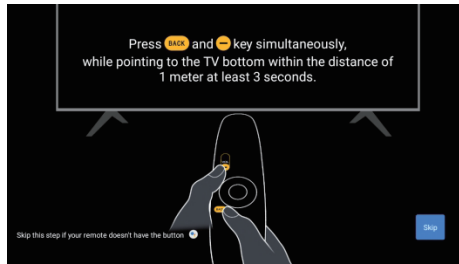 Press BACK and — key simultaneously,
while pointing to the TV bottom within the distance of
1 meter at least 3 seconds.
BACK
Skip this step if your remote doesn't have the button
Skip